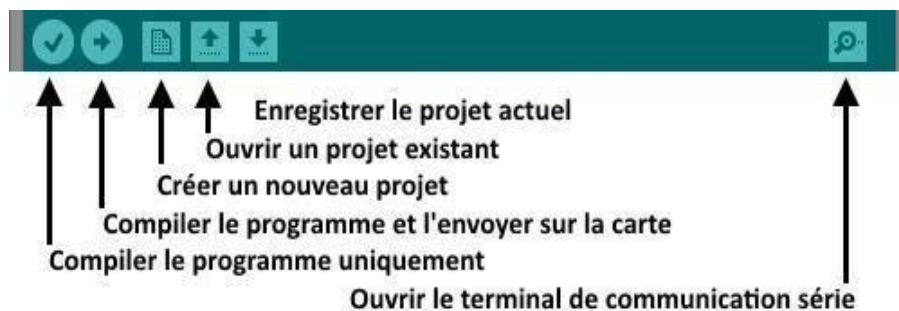 Enregistrer le projet actuel
Ouvrir un projet existant
Créer un nouveau projet
Compiler le programme et l'envoyer sur la carte
Compiler le programme uniquement
Ouvrir le terminal de communication série